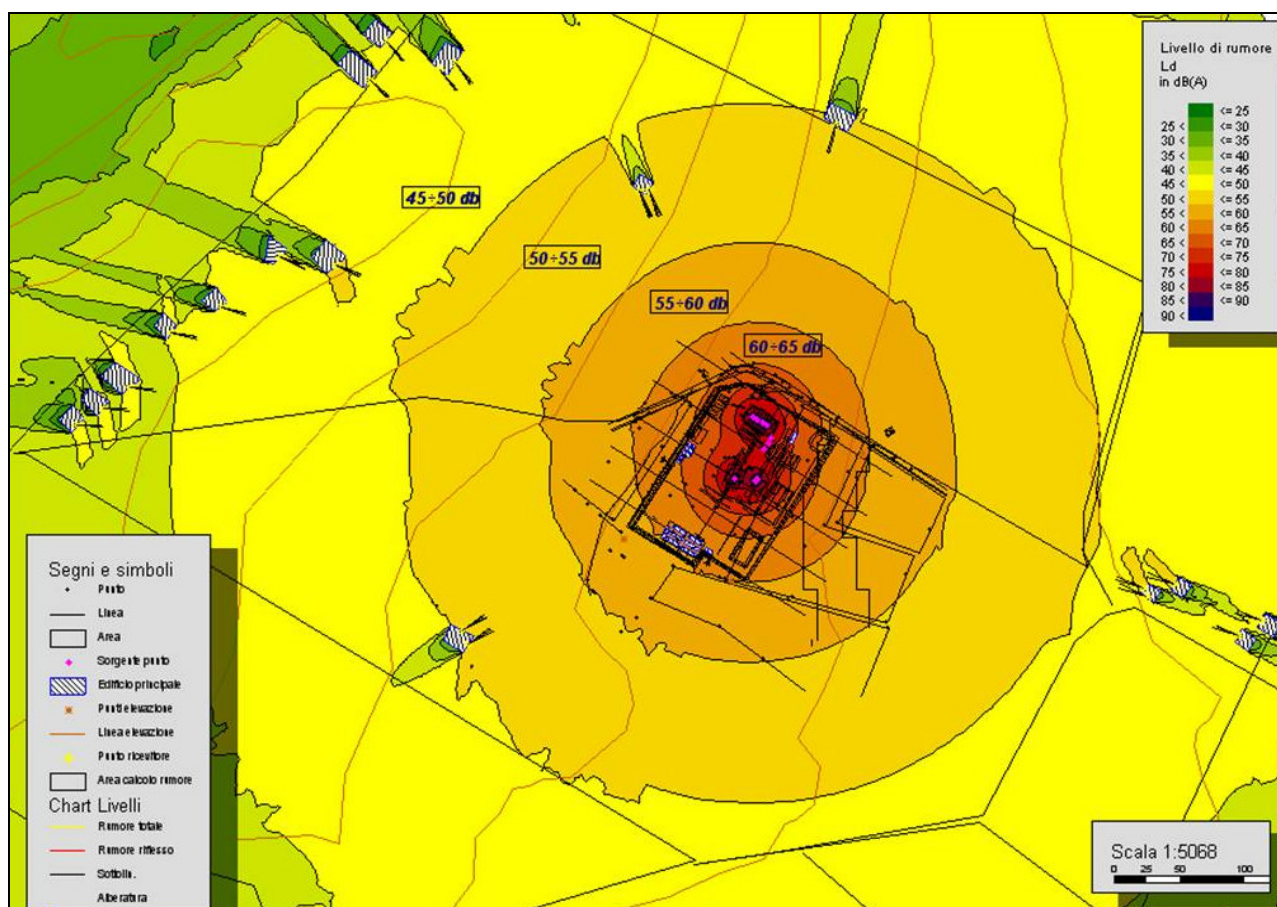 Livello di rumore
Ld
in dB(A)
<= 25
25 < <= 30
30 < <= 35
35 < <= 40
40 < <= 45
45 < <= 50
50 < <= 55
55 < <= 60
60 < <= 65
65 < <= 70
70 < <= 75
75 < <= 80
80 < <= 85
85 < <= 90
90 <
45÷50 db
50÷55 db
55÷60 db
60÷65 db
Segni e simboli
Punto
Linea
Area
Sorgente punto
Edificio principale
Punti elevazione
Linea elevazione
Punto ricevitore
Area calcolo rumore
Chart Livelli
Rumore totale
Rumore riflesso
Sottolin.
Alberatura
Scala 1:5068
0 25 50 100